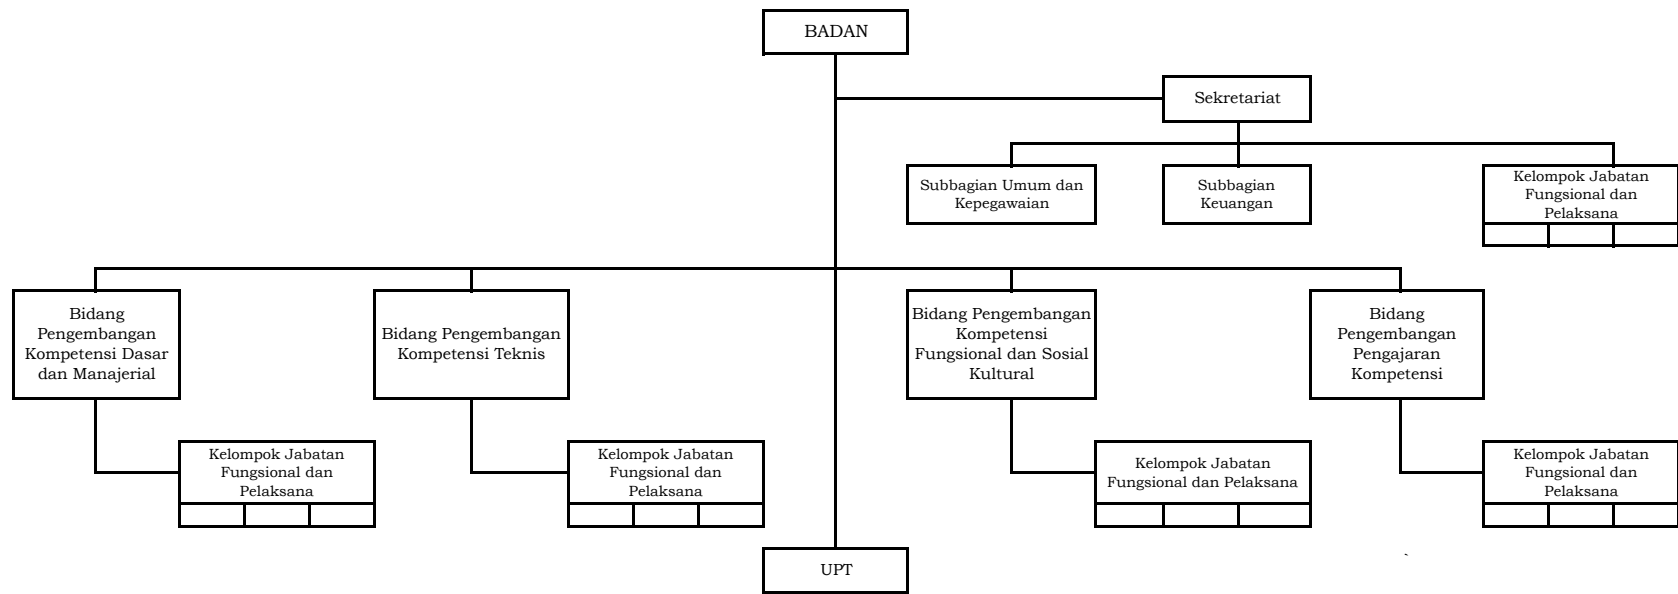 BADAN
Sekretariat
Subbagian Umum dan
Kepegawaian
Subbagian
Keuangan
Kelompok Jabatan
Fungsional dan
Pelaksana
Bidang
Pengembangan
Kompetensi Dasar
dan Manajerial
Bidang Pengembangan
Kompetensi Teknis
Bidang Pengembangan
Kompetensi
Fungsional dan Sosial
Kultural
Bidang
Pengembangan
Pengajaran
Kompetensi
Kelompok Jabatan
Fungsional dan
Pelaksana
Kelompok Jabatan
Fungsional dan
Pelaksana
Kelompok Jabatan
Fungsional dan Pelaksana
Kelompok Jabatan
Fungsional dan
Pelaksana
`
UPT